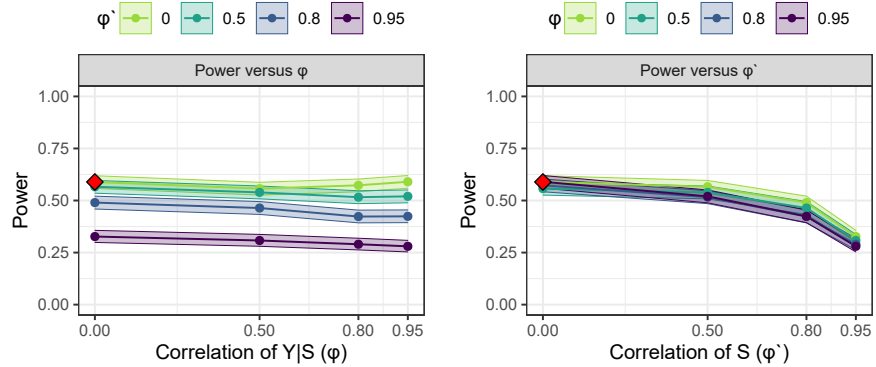 φ` 0 0.5 0.8 0.95
Power versus φ
1.00
0.75
0.50
0.25
0.00
Power
0.00 0.50 0.80 0.95
Correlation of Y|S (φ)
φ 0 0.5 0.8 0.95
Power versus φ`
1.00
0.75
0.50
0.25
0.00
Power
0.00 0.50 0.80 0.95
Correlation of S (φ`)